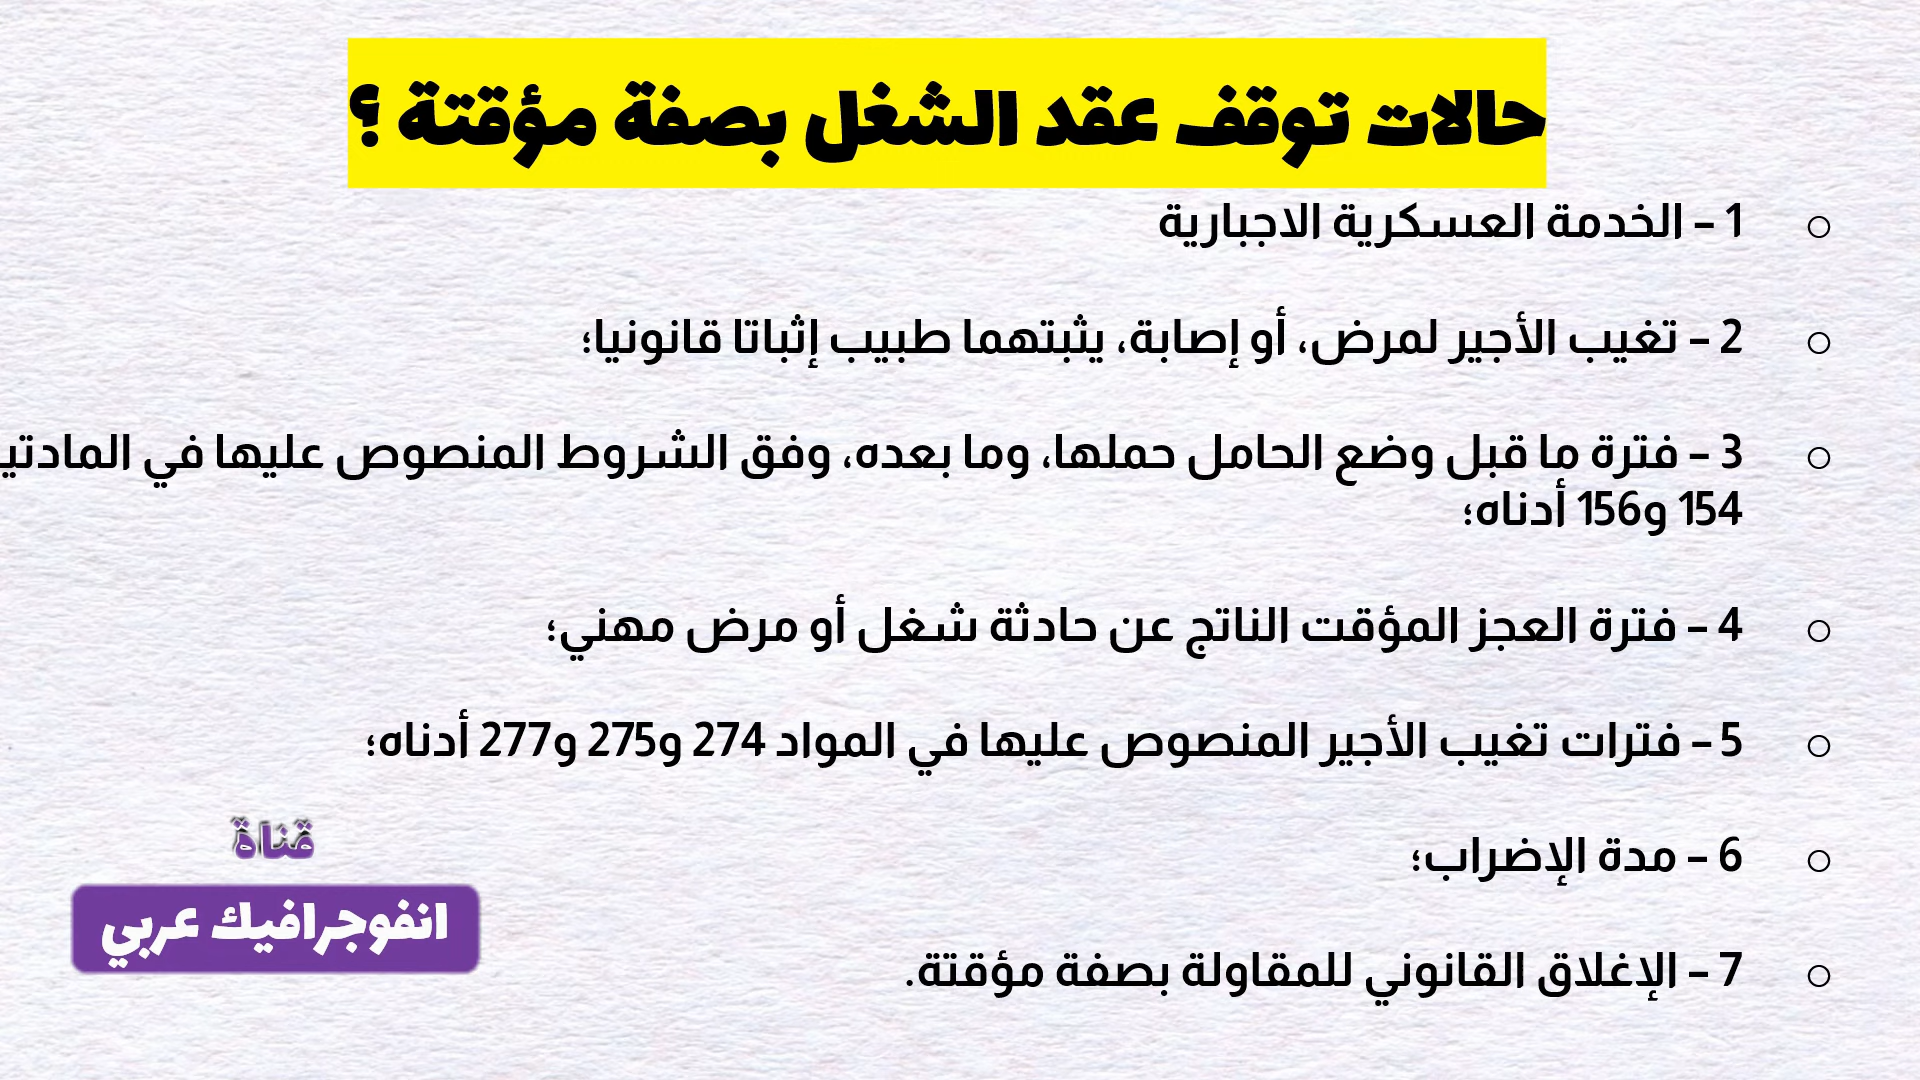 حالات توقف عقد الشغل بصفة مؤقتة ؟
1 – الخدمة العسكرية الاجبارية
2 – تغيب الأجير لمرض، أو إصابة، يثبتهما طبيب إثباتا قانونيا؛
3 – فترة ما قبل وضع الحامل حملها، وما بعده، وفق الشروط المنصوص عليها في
154 و156 أدناه؛
4 – فترة العجز المؤقت الناتج عن حادثة شغل أو مرض مهني؛
5 – فترات تغيب الأجير المنصوص عليها في المواد 274 و275 و277 أدناه؛
6 – مدة الإضراب؛
7 – الإغلاق القانوني للمقاولة بصفة مؤقتة.
قناة
انفوجرافيك عربي